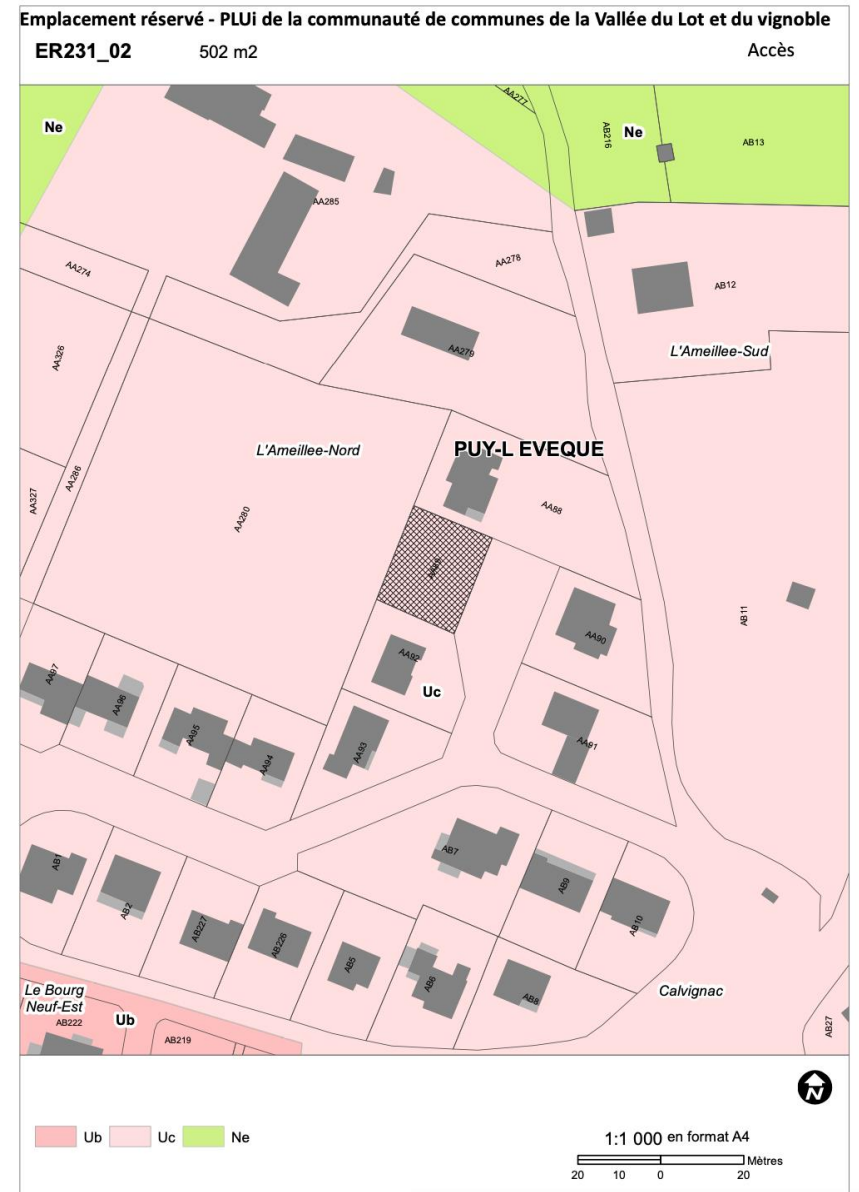 Emplacement réservé - PLUi de la communauté de communes de la Vallée du Lot et du vignoble
ER231_02 502 m2 Accès
AA277
Ne
AB216
Ne
AB13
AA285
AA274
AA278
AB12
AA326
AA279
L'Ameillee-Sud
L'Ameillee-Nord
PUY-L EVEQUE
AA286
AA327
AA280
AA88
AB11
AA90
AA92
Uc
AA97
AA96
AA95
AA94
AA93
AA91
AB1
AB7
AB9
AB2
AB227
AB226
AB10
AB5
AB6
AB8
Le Bourg
Neuf-Est
Calvignac
AB222
Ub
AB219
AB27
N
Ub Uc Ne
1:1 000 en format A4
Mètres
20 10 0 20